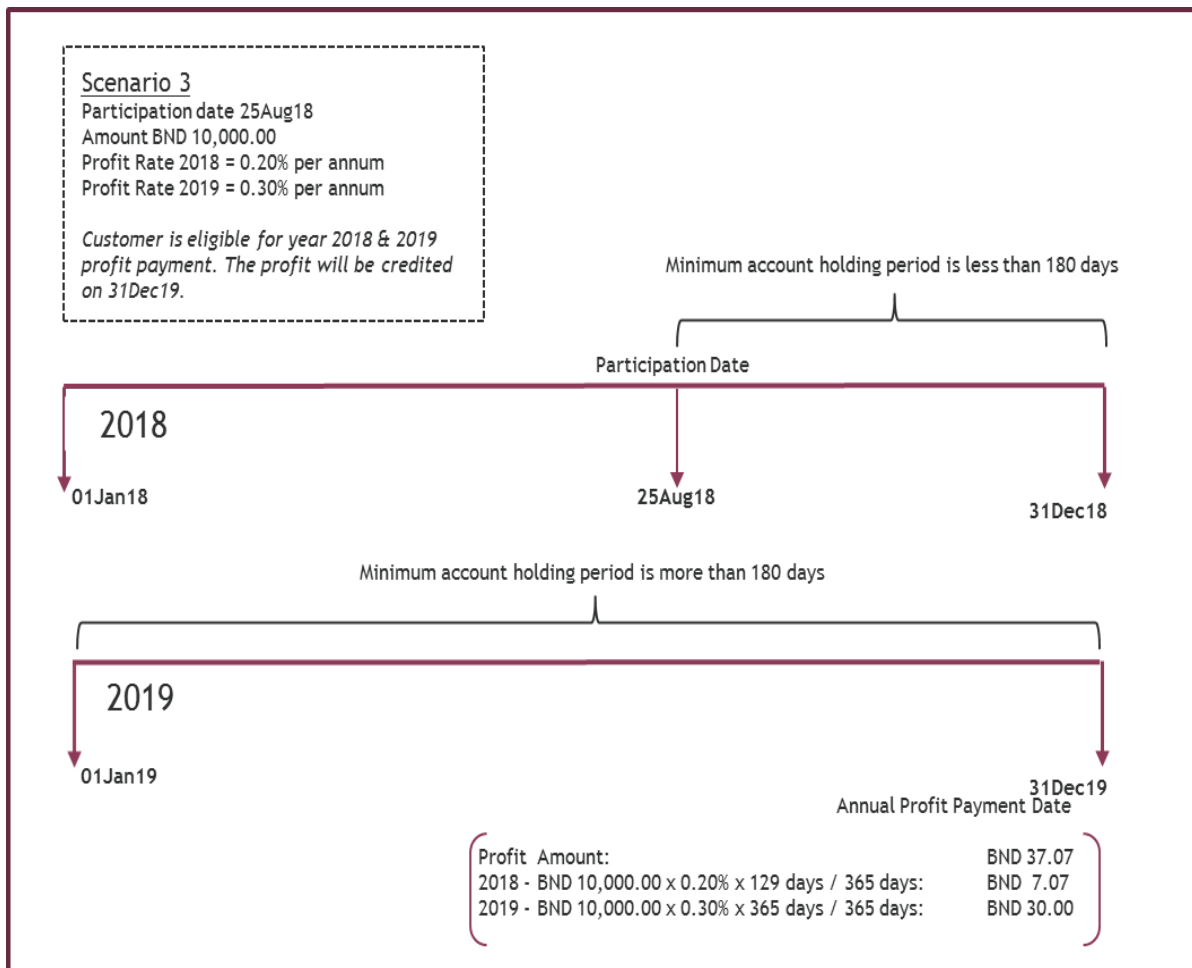 Scenario 3
Participation date 25Aug18
Amount BND 10,000.00
Profit Rate 2018 = 0.20% per annum
Profit Rate 2019 = 0.30% per annum
Customer is eligible for year 2018 & 2019
profit payment. The profit will be credited
on 31Dec19.
Minimum account holding period is less than 180 days
Participation Date
2018
01Jan18
25Aug18
31Dec18
Minimum account holding period is more than 180 days
2019
01Jan19
31Dec19
Annual Profit Payment Date
Profit Amount: BND 37.07
2018 - BND 10,000.00 x 0.20% x 129 days / 365 days: BND 7.07
2019 - BND 10,000.00 x 0.30% x 365 days / 365 days: BND 30.00